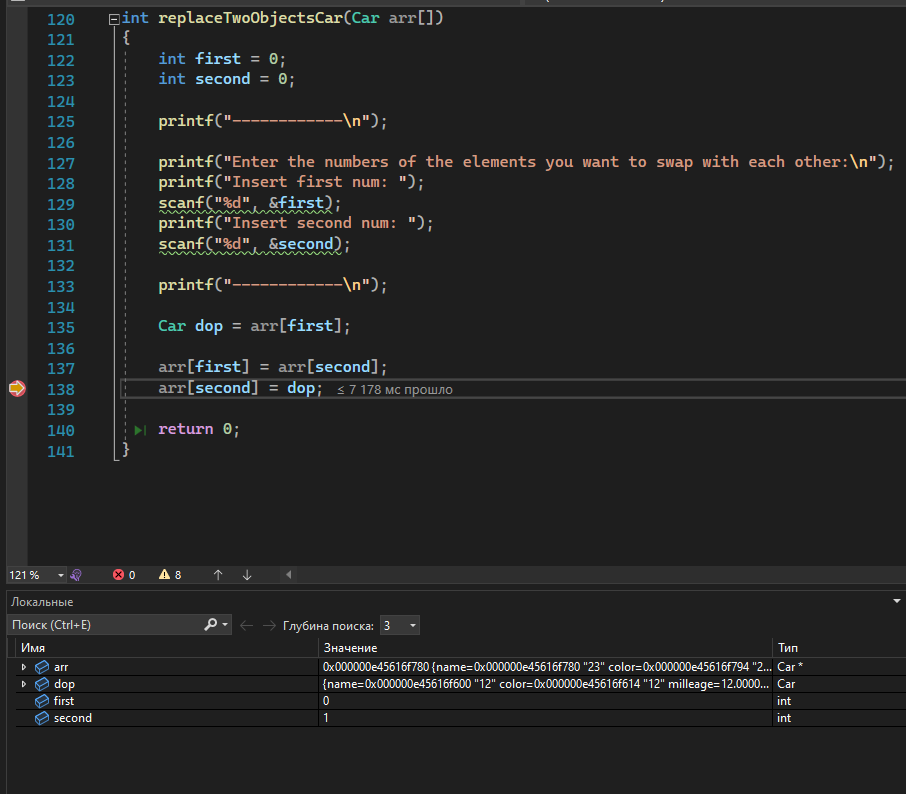 120 int replaceTwoObjectsCar(Car arr[])
121 {
122 int first = 0;
123 int second = 0;
124
125 printf("------------\n");
126
127 printf("Enter the numbers of the elements you want to swap with each other:\n");
128 printf("Insert first num: ");
129 scanf("%d", &first);
130 printf("Insert second num: ");
131 scanf("%d", &second);
132
133 printf("------------\n");
134
135 Car dop = arr[first];
136
137 arr[first] = arr[second];
138 arr[second] = dop; ≤ 7 178 мс прошло
139
140 return 0;
141 }
121 % 0 8
Локальные
Поиск (Ctrl+E) Глубина поиска: 3
Имя Значение Тип
arr 0x000000e45616f780 {name=0x000000e45616f780 "23" color=0x000000e45616f794 "2... Car *
dop {name=0x000000e45616f600 "12" color=0x000000e45616f614 "12" milleage=12.0000... Car
first 0 int
second 1 int